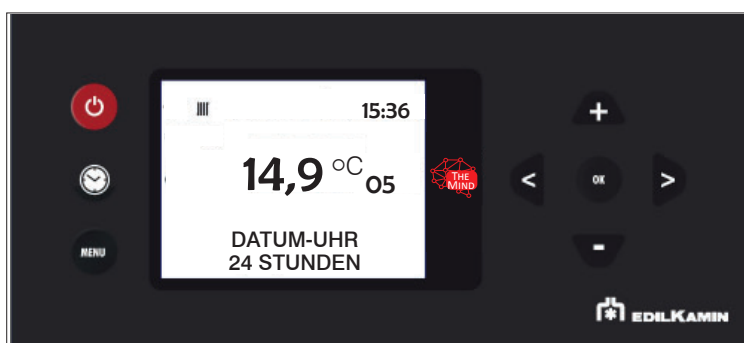 15:36
14,9 °C 05
DATUM-UHR
24 STUNDEN
MENU
THE
MIND
+
< OK >
-
EDILKAMIN